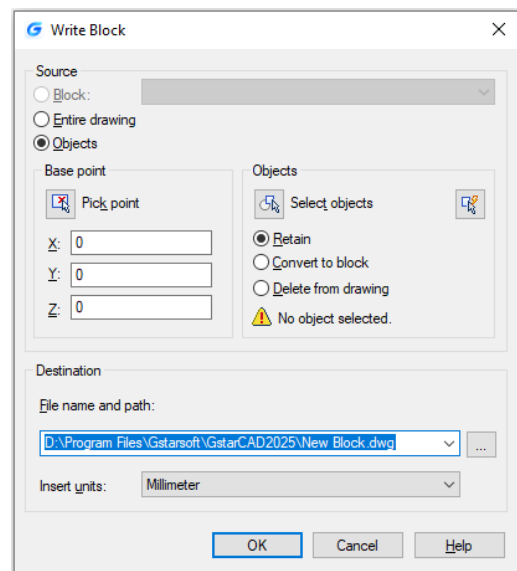 Write Block
Source
Block:
Entire drawing
Objects
Base point
Pick point
X: 0
Y: 0
Z: 0
Objects
Select objects
Retain
Convert to block
Delete from drawing
No object selected.
Destination
File name and path:
D:\Program Files\Gstarsoft\GstarCAD2025\New Block.dwg
...
Insert units: Millimeter
OK Cancel Help